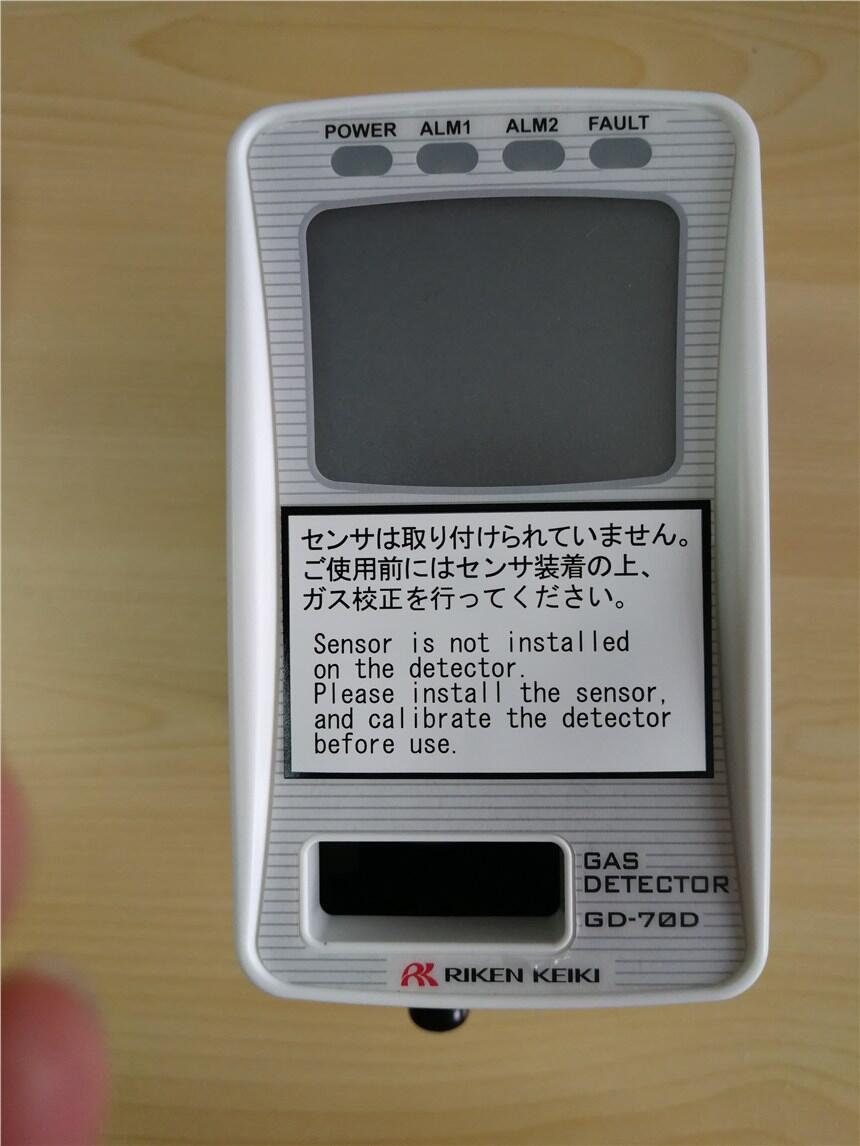 POWER ALM1 ALM2 FAULT
センサは取り付けられていません。
ご使用前にはセンサ装着の上、
ガス校正を行ってください。
Sensor is not installed
on the detector.
Please install the sensor,
and calibrate the detector
before use.
GAS
DETECTOR
GD-70D
RIKEN KEIKI